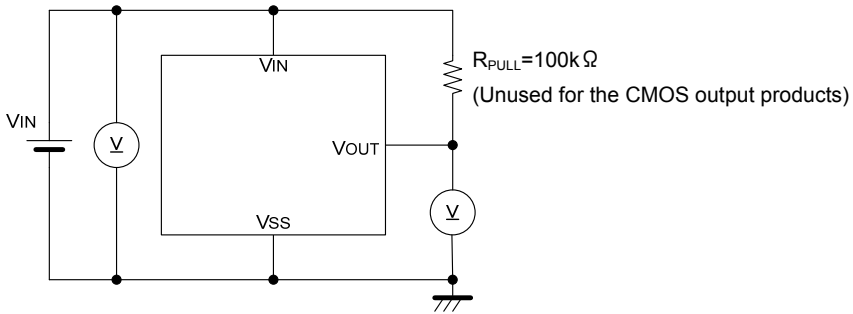 VIN
RPULL=100kΩ
(Unused for the CMOS output products)
VIN
V
VOUT
V
VSS